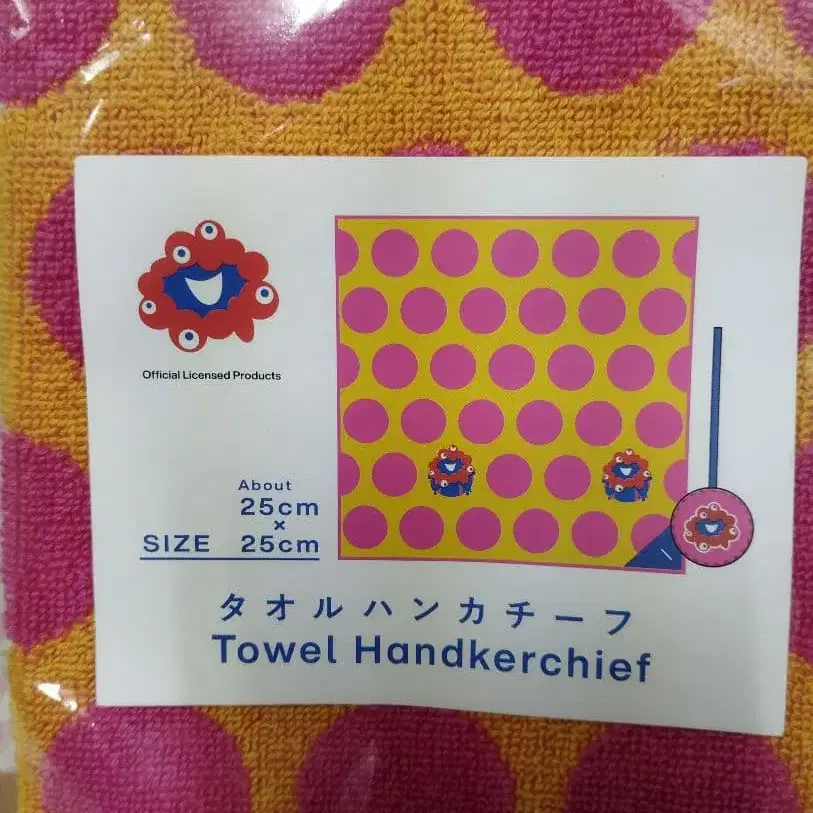 Official Licensed Products
About
25cm
×
SIZE 25cm
タオルハンカチーフ
Towel Handkerchief